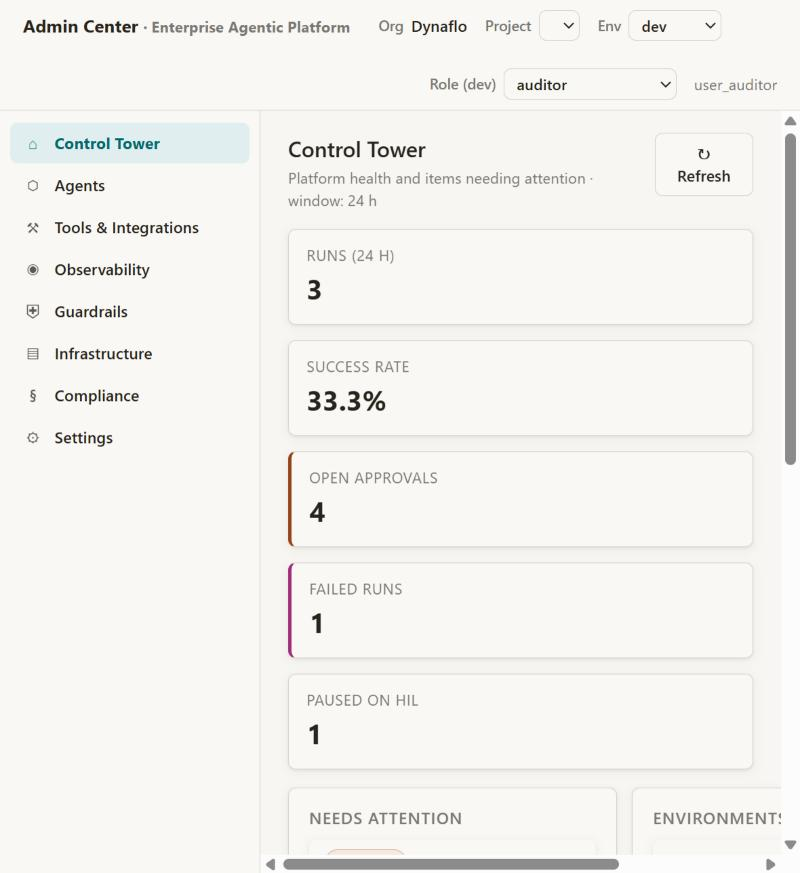 Admin Center · Enterprise Agentic Platform Org Dynaflo Project Env dev
Role (dev) auditor user_auditor
Control Tower
Agents
Tools & Integrations
Observability
Guardrails
Infrastructure
§ Compliance
Settings
Control Tower
Platform health and items needing attention ·
window: 24 h
↻
Refresh
RUNS (24 H)
3
SUCCESS RATE
33.3%
OPEN APPROVALS
4
FAILED RUNS
1
PAUSED ON HIL
1
NEEDS ATTENTION
ENVIRONMENTS